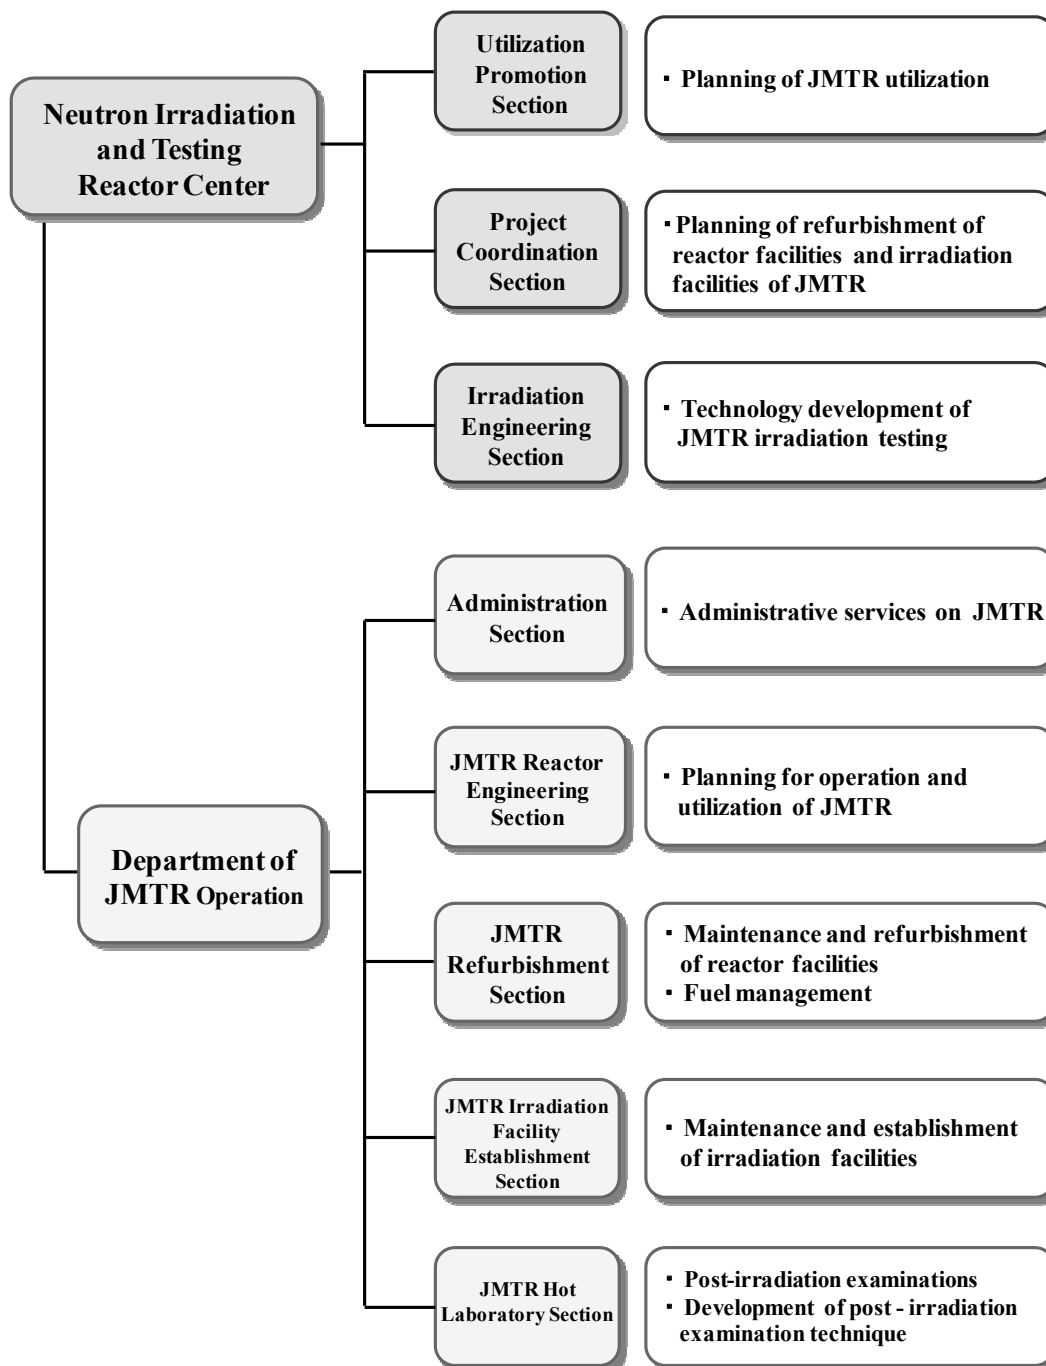 Neutron Irradiation
and Testing
Reactor Center
Utilization
Promotion
Section
▪ Planning of JMTR utilization
Project
Coordination
Section
▪ Planning of refurbishment of
reactor facilities and irradiation
facilities of JMTR
Irradiation
Engineering
Section
▪ Technology development of
JMTR irradiation testing
Department of
JMTR Operation
Administration
Section
▪ Administrative services on JMTR
JMTR Reactor
Engineering
Section
▪ Planning for operation and
utilization of JMTR
JMTR
Refurbishment
Section
▪ Maintenance and refurbishment
of reactor facilities
▪ Fuel management
JMTR Irradiation
Facility
Establishment
Section
▪ Maintenance and establishment
of irradiation facilities
JMTR Hot
Laboratory Section
▪ Post-irradiation examinations
▪ Development of post - irradiation
examination technique